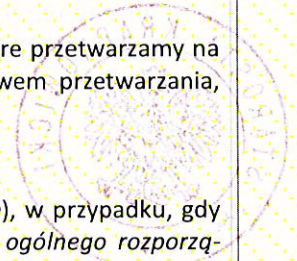 re przetwarzamy na
wem przetwarzania,
), w przypadku, gdy
ogólnego rozporzą-